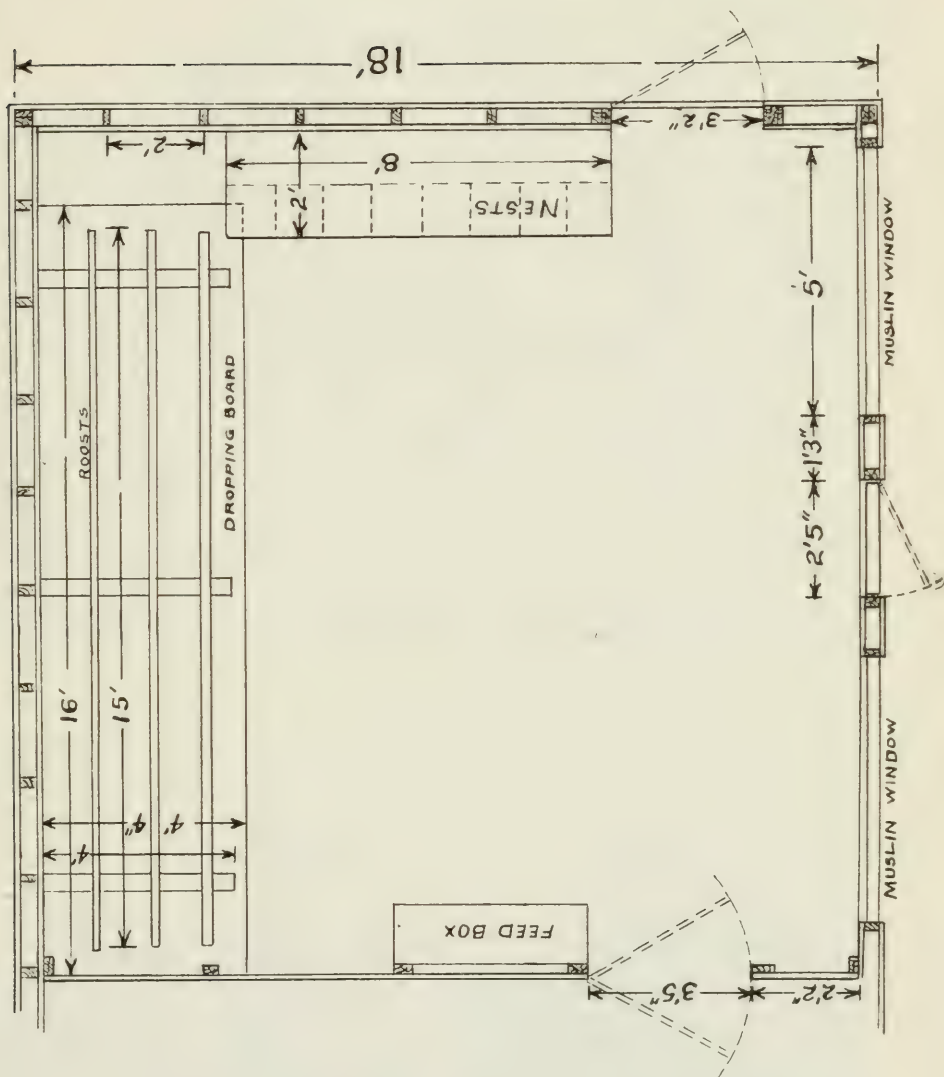 18'
3'2"
2'
8'
2'
NESTS
MUSLIN WINDOW
5'
1'3"
2'5"
DROPPING BOARD
ROOSTS
16'
15'
4' 4"
4'
MUSLIN WINDOW
FEED BOX
3'5"
2'2"